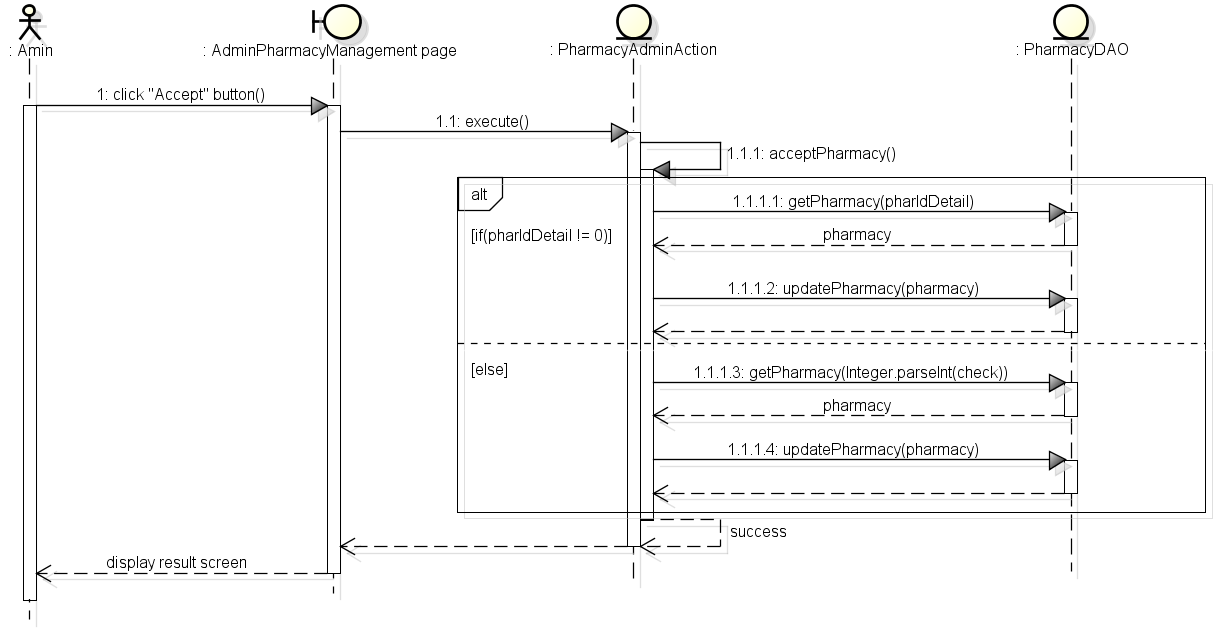 : Amin
: AdminPharmacyManagement page
: PharmacyAdminAction
: PharmacyDAO
1: click "Accept" button()
1.1: execute()
1.1.1: acceptPharmacy()
alt
1.1.1.1: getPharmacy(pharIdDetail)
[if(pharIdDetail != 0)]
pharmacy
1.1.1.2: updatePharmacy(pharmacy)
[else]
1.1.1.3: getPharmacy(Integer.parseInt(check))
pharmacy
1.1.1.4: updatePharmacy(pharmacy)
success
display result screen